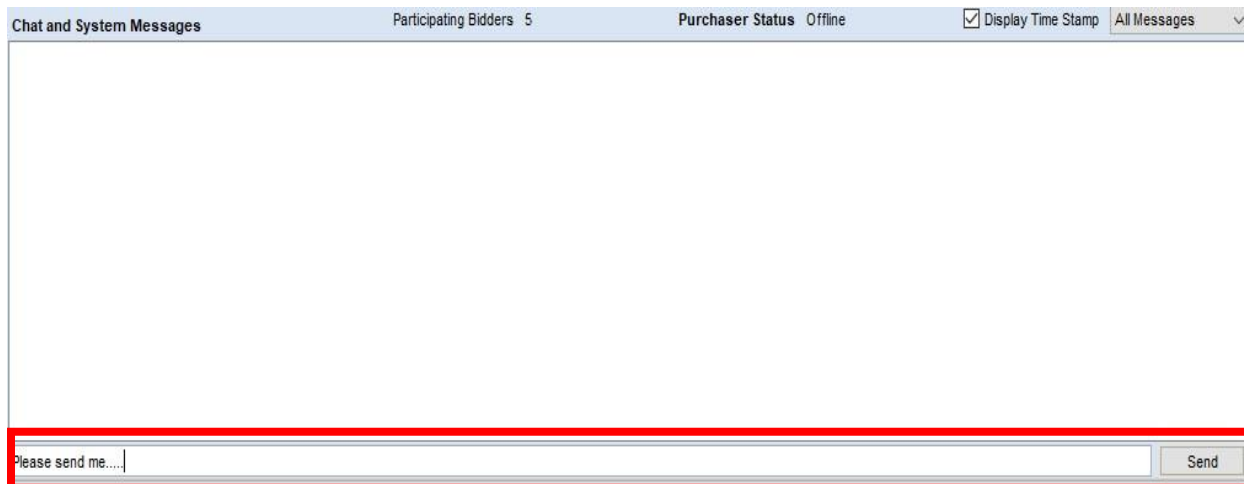 Chat and System Messages Participating Bidders 5 Purchaser Status Offline Display Time Stamp All Messages
Please send me..... Send